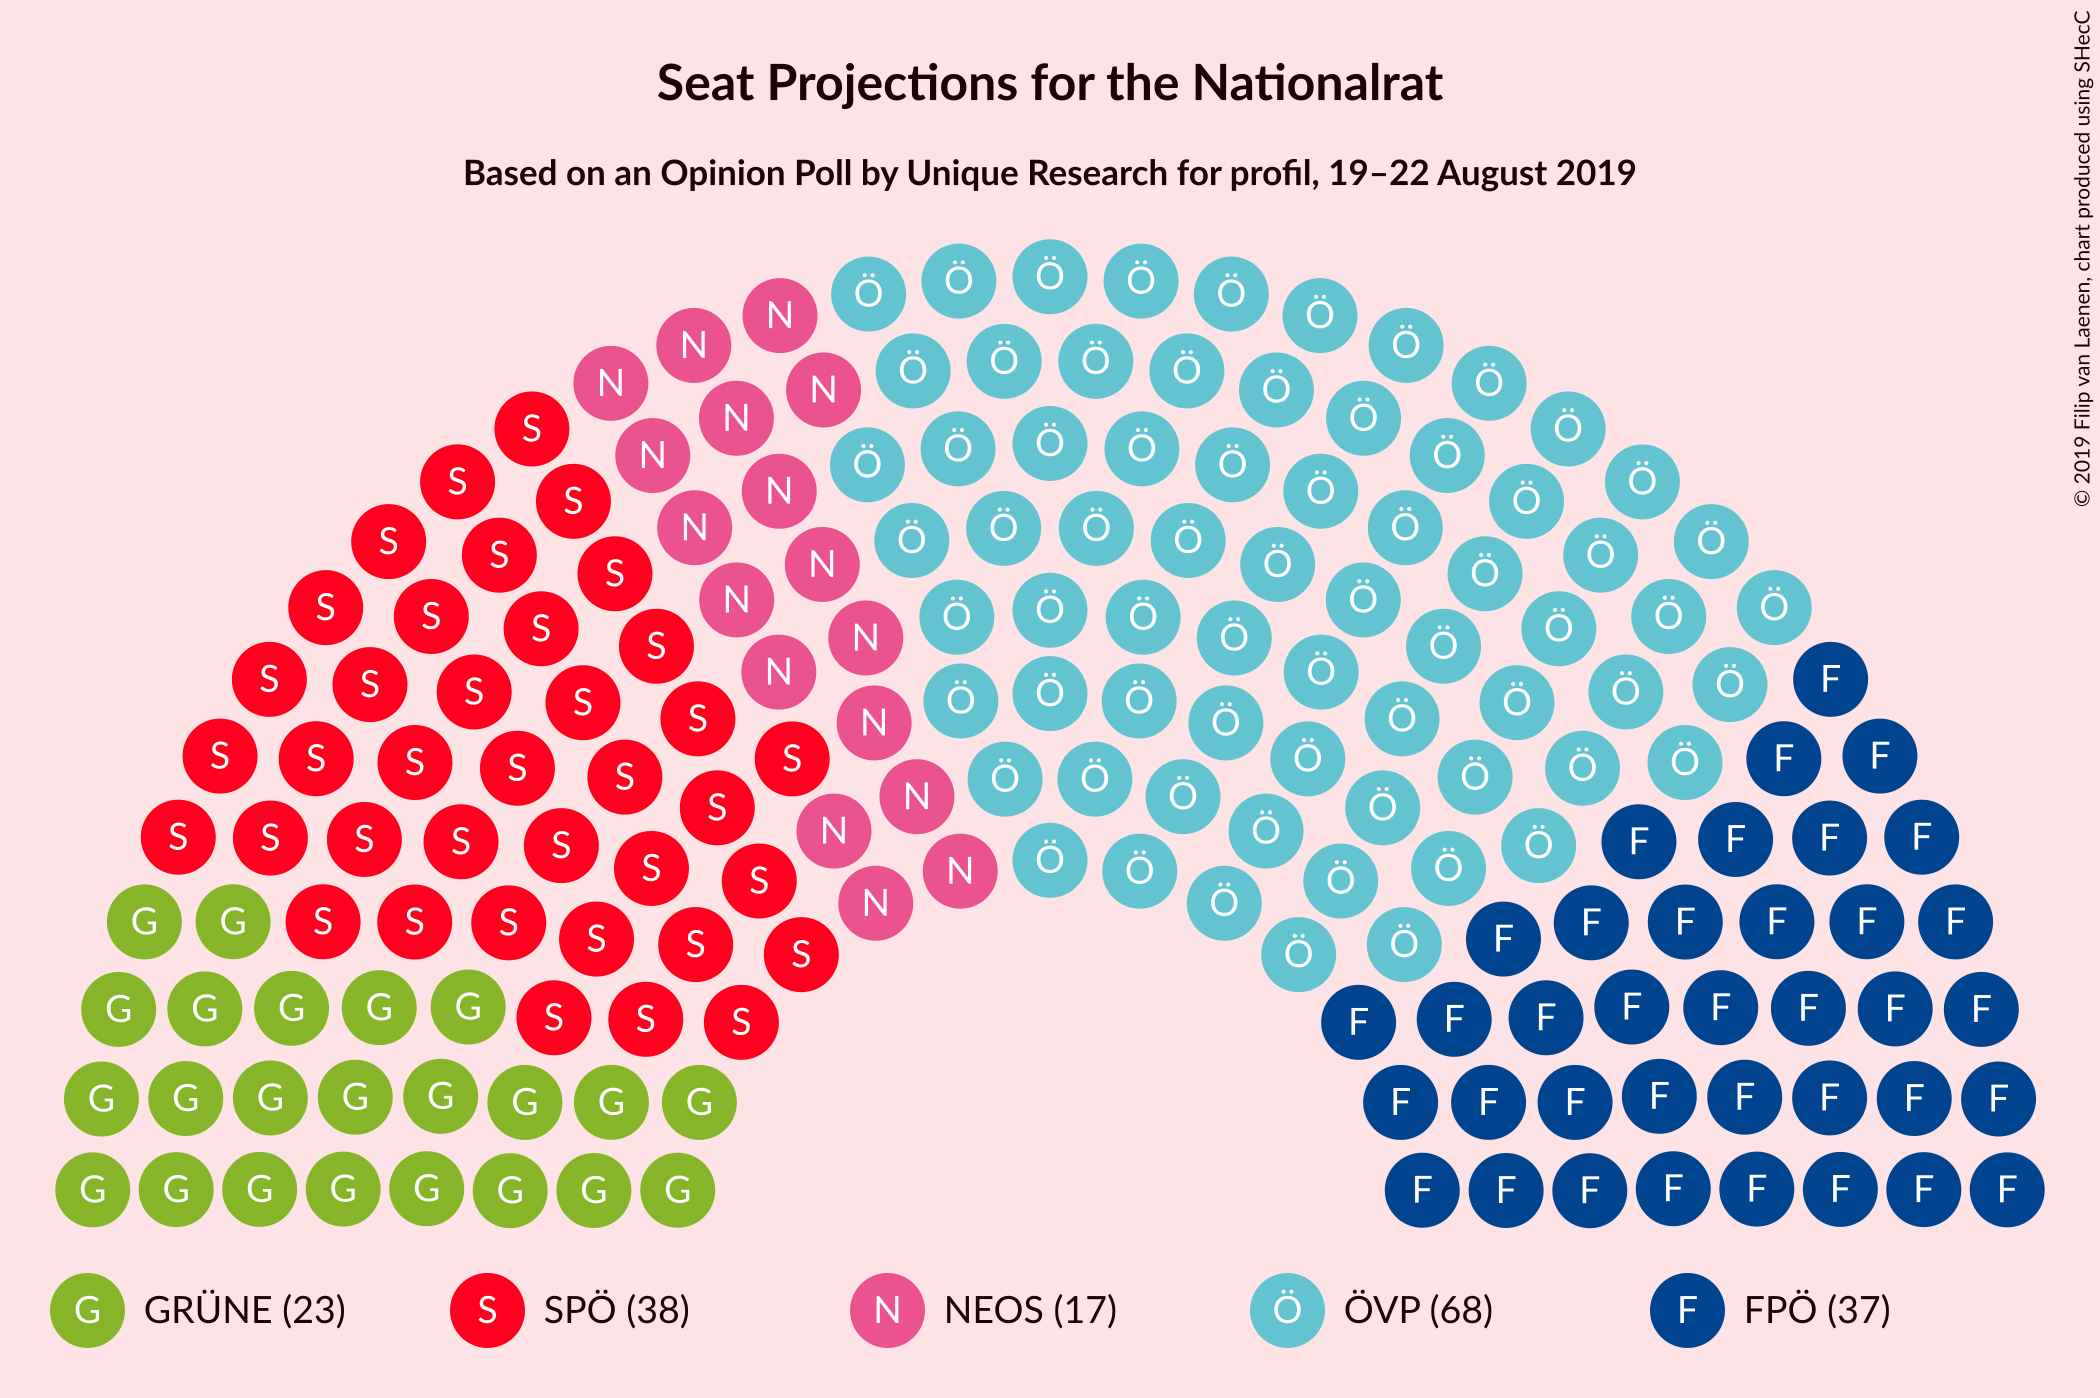 Seat Projections for the Nationalrat
Based on an Opinion Poll by Unique Research for profil, 19–22 August 2019
© 2019 Filip van Laenen, chart produced using SHecC
Ö Ö Ö Ö Ö
N Ö
N Ö
Ö Ö Ö Ö
N Ö
N Ö
N Ö
S Ö
N Ö
Ö Ö Ö
N Ö
Ö Ö
S Ö
N Ö
S Ö
N Ö
Ö Ö Ö Ö
S Ö
S Ö
N Ö
S Ö
N Ö
S Ö
Ö Ö Ö
S Ö
S Ö
N Ö
S Ö
N Ö
S S Ö F
S Ö
S Ö
Ö Ö Ö
S Ö
S Ö
N Ö
S S S Ö F F
S Ö
S Ö
S Ö
Ö Ö
N Ö
S Ö
N Ö
S S S F F F
S F
S Ö
Ö Ö
N Ö
S Ö
S Ö
N Ö
G G S S S F F F F F
S F
S Ö
S Ö
G G G G G F F F F F
S S S F F F
G G G G G F F F F F
G G G F F F
G G G G G G G G F F F F F F F F
G GRÜNE (23) S SPÖ (38) N NEOS (17) Ö ÖVP (68) F FPÖ (37)